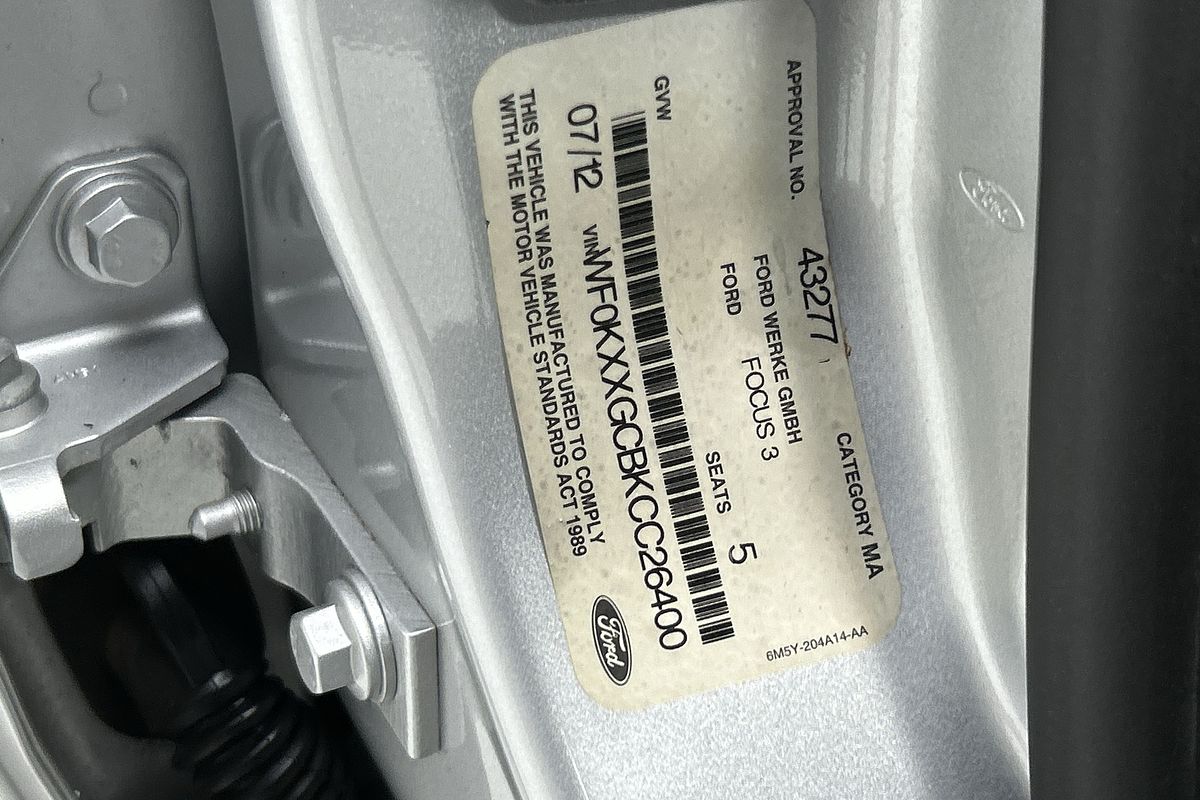 APPROVAL NO. 43277 CATEGORY MA
FORD WERKE GMBH
FORD FOCUS 3
SEATS 5
GVW
07/12 VIN WF0KXXGCBKCC26400
THIS VEHICLE WAS MANUFACTURED TO COMPLY
WITH THE MOTOR VEHICLE STANDARDS ACT 1989
Ford
6M5Y-204A14-AA
Ford